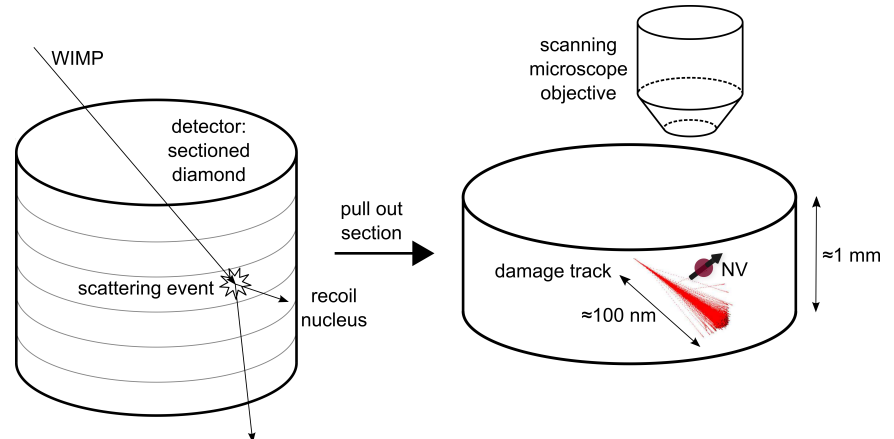 WIMP
detector:
sectioned
diamond
scattering event
recoil
nucleus
pull out
section
scanning
microscope
objective
damage track
NV
≈100 nm
≈1 mm